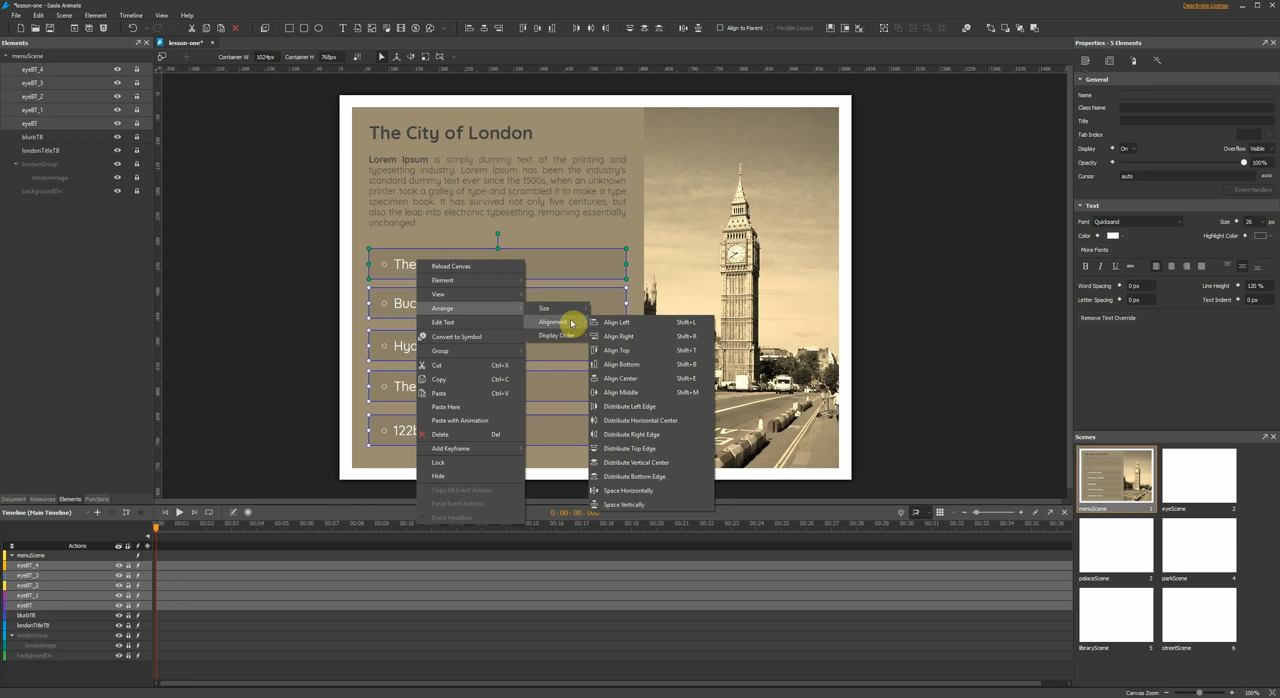 *lesson-one* - Saola Animate
Deactivate License
File Edit Scene Element Timeline View Help
Align to Parent Flexible Layout
Elements
lesson-one*
Container W 1024px Container H 768px
menuScene
eyeBT_4
eyeBT_3
eyeBT_2
eyeBT_1
eyeBT
blurbTB
londonTitleTB
londonGroup
londonImage
backgroundDiv
The City of London
Lorem Ipsum is simply dummy text of the printing and
typesetting industry. Lorem Ipsum has been the industry's
standard dummy text ever since the 1500s, when an unknown
printer took a galley of type and scrambled it to make a type
specimen book. It has survived not only five centuries, but
also the leap into electronic typesetting, remaining essentially
unchanged
The
Buc
Hyd
The
122b
Reload Canvas
Element
View
Arrange
Edit Text
Convert to Symbol
Group
Cut Ctrl+X
Copy Ctrl+C
Paste Ctrl+V
Paste Here
Paste with Animation
Delete Del
Add Keyframe
Lock
Hide
Copy All Event Actions
Paste Event Actions
Event Handlers
Size
Alignment
Display Order
Align Left Shift+L
Align Right Shift+R
Align Top Shift+T
Align Bottom Shift+B
Align Center Shift+E
Align Middle Shift+M
Distribute Left Edge
Distribute Horizontal Center
Distribute Right Edge
Distribute Top Edge
Distribute Vertical Center
Distribute Bottom Edge
Space Horizontally
Space Vertically
Properties - 5 Elements
General
Name
Class Name
Title
Tab Index
Display On Overflow Visible
Opacity 100%
Cursor auto auto
Event Handlers
Text
Font Quicksand Size 26 px
Color Highlight Color
More Fonts
B I U abc
Word Spacing 0 px Line Height 120 %
Letter Spacing 0 px Text Indent 0 px
Remove Text Override
Scenes
menuScene 1 eyeScene 2
palaceScene 3 parkScene 4
libraryScene 5 streetScene 6
Document Resources Elements Functions
Timeline (Main Timeline)
Actions
menuScene
eyeBT_4
eyeBT_3
eyeBT_2
eyeBT_1
eyeBT
blurbTB
londonTitleTB
londonGroup
londonImage
backgroundDiv
Canvas Zoom 100%